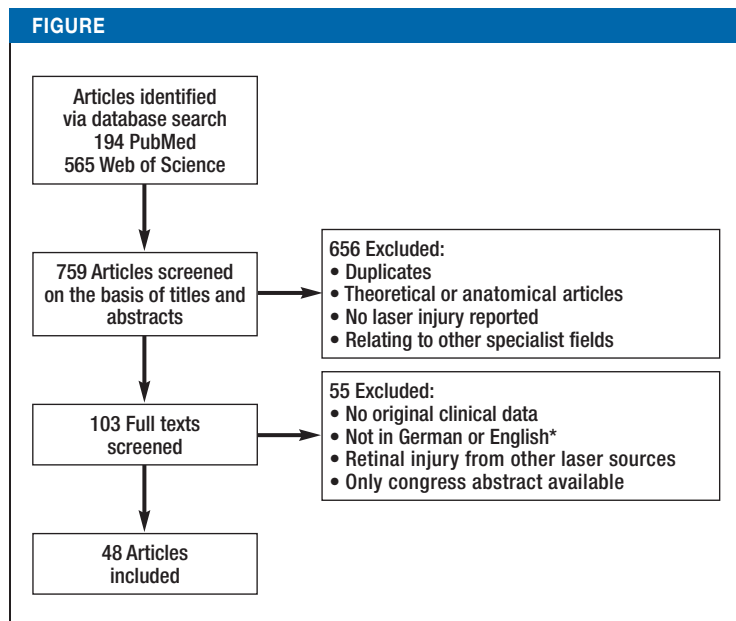 FIGURE
Articles identified
via database search
194 PubMed
565 Web of Science
759 Articles screened
on the basis of titles and
abstracts
656 Excluded:
• Duplicates
• Theoretical or anatomical articles
• No laser injury reported
• Relating to other specialist fields
103 Full texts
screened
55 Excluded:
• No original clinical data
• Not in German or English*
• Retinal injury from other laser sources
• Only congress abstract available
48 Articles
included